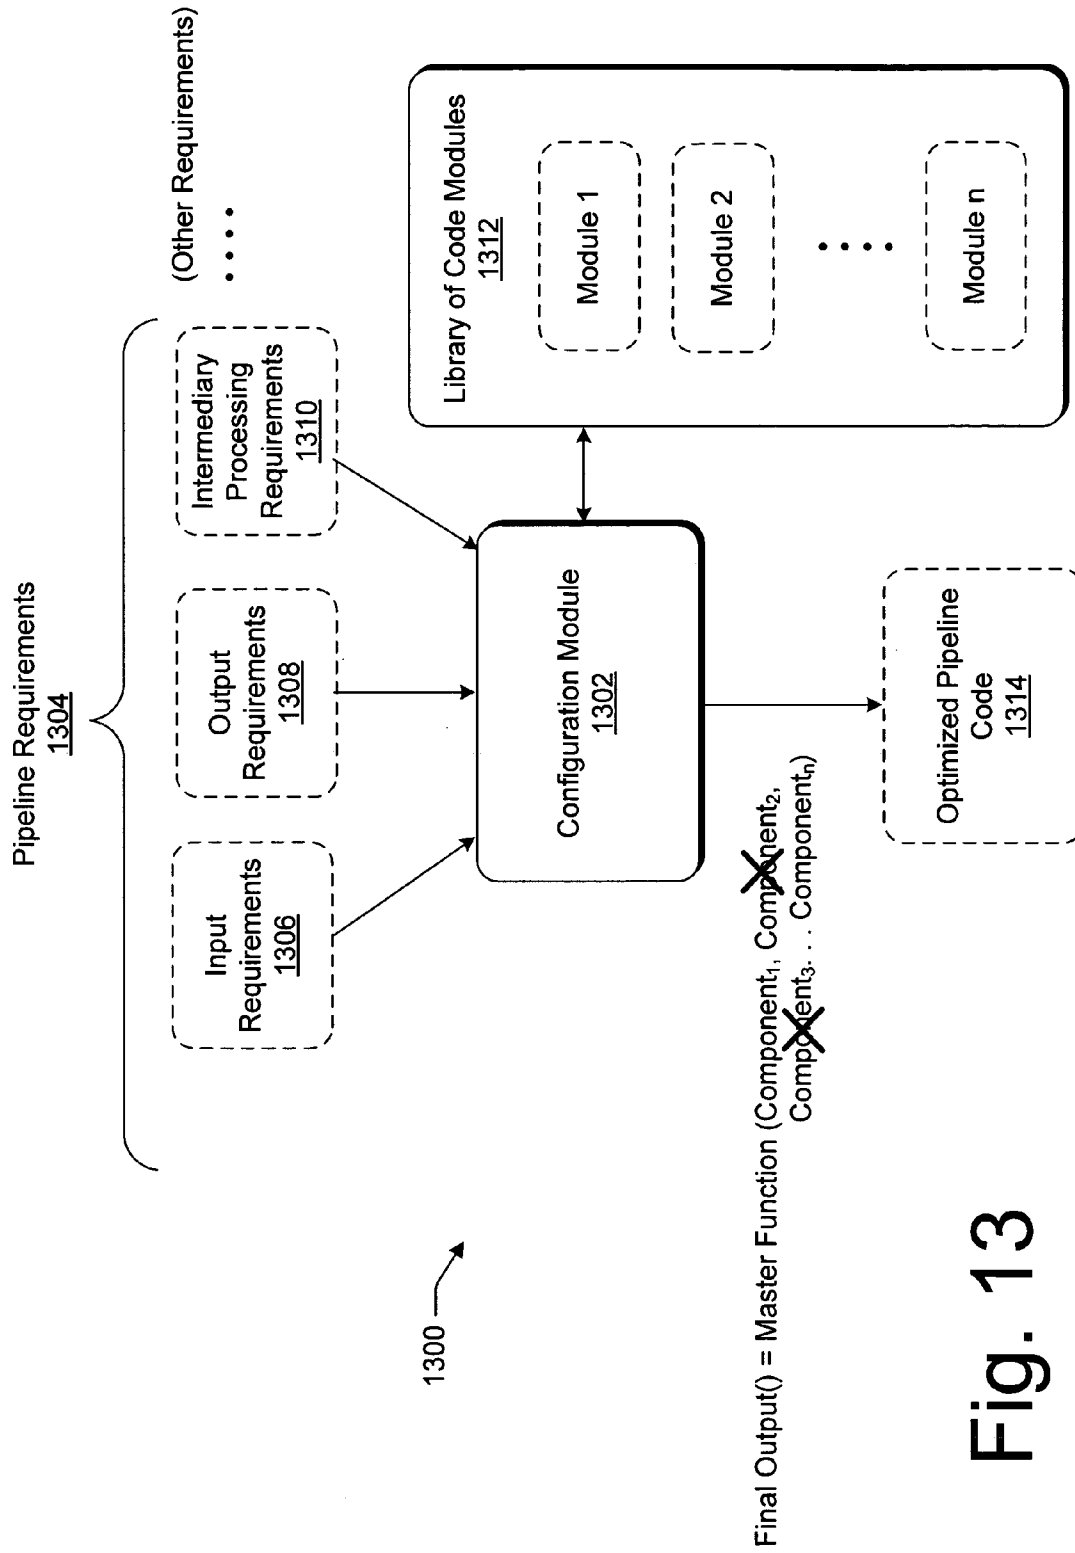 Pipeline Requirements
1304
(Other Requirements)
Input
Requirements
1306
Output
Requirements
1308
Intermediary
Processing
Requirements
1310
1300
Configuration Module
1302
Library of Code Modules
1312
Module 1
Module 2
Module n
Final Output() = Master Function (Component₁, Component₂,
Component₃. . . Componentₙ)
Optimized Pipeline
Code
1314
Fig. 13